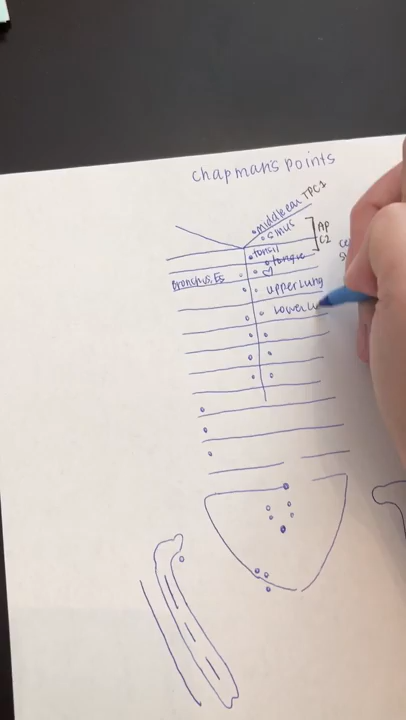 chapman's points
middle ear TPC1
sinus
AP
C2
tonsil
tongue
Bronchus, Es
upper Lung
Lower Lu